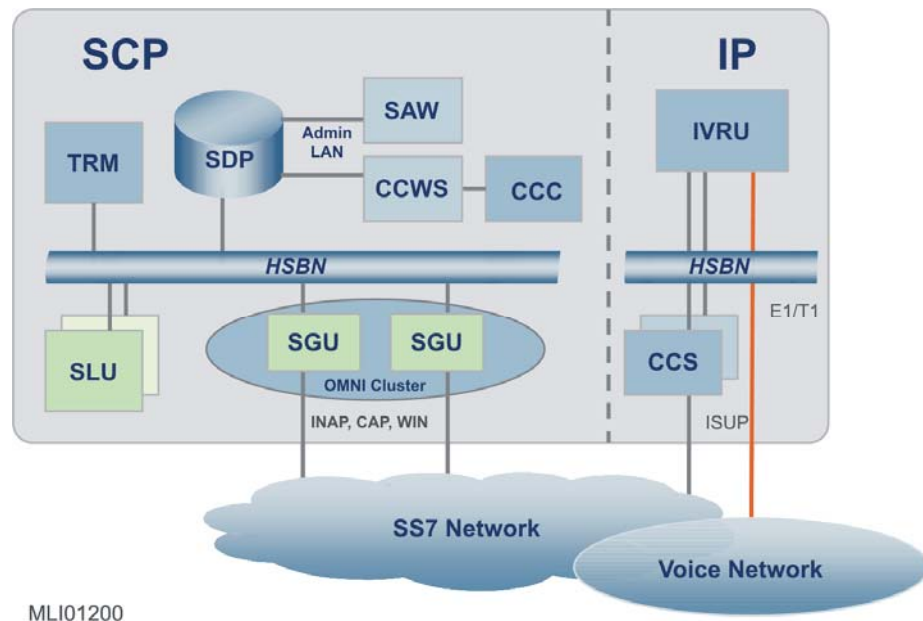 SCP
IP
SAW
IVRU
Admin
LAN
TRM
SDP
CCWS
CCC
HSBN
HSBN
E1/T1
SGU
SGU
SLU
CCS
OMNI Cluster
INAP, CAP, WIN
ISUP
SS7 Network
Voice Network
MLI01200